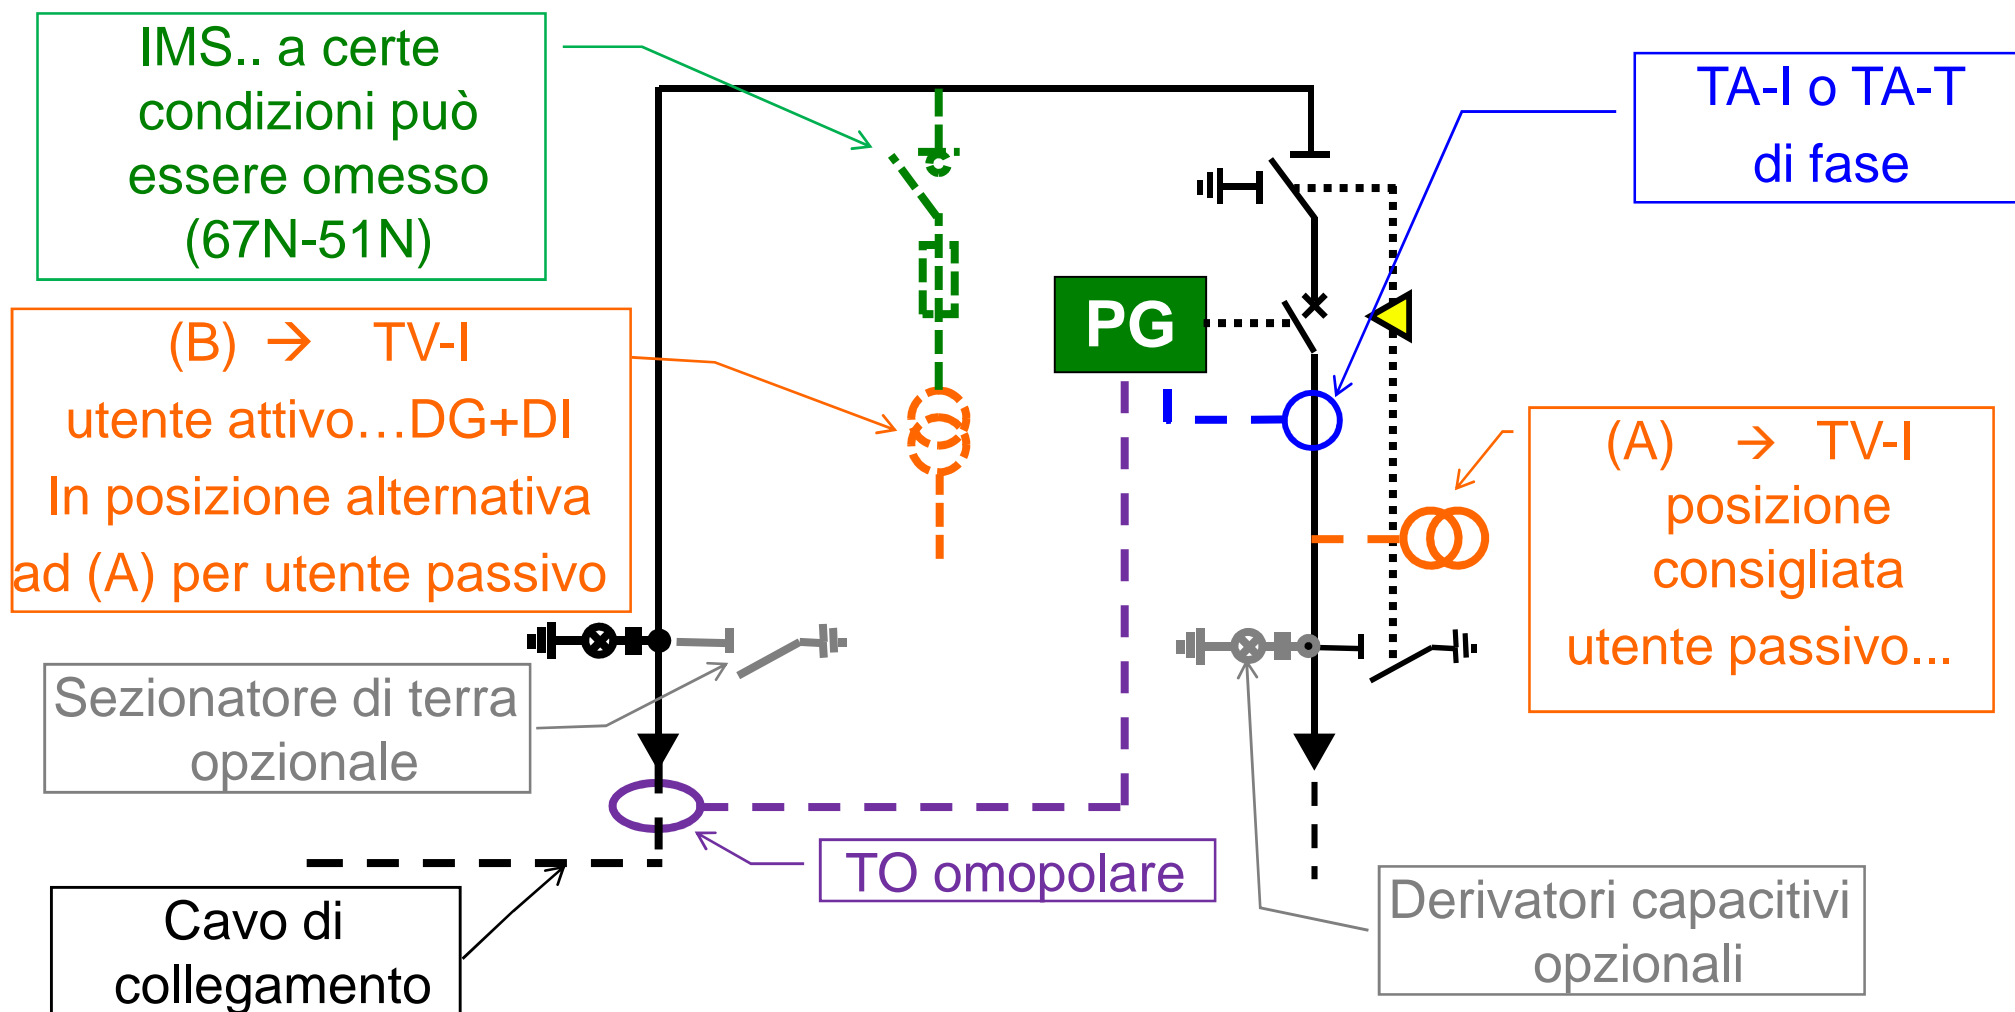 IMS.. a certe
condizioni può
essere omesso
(67N-51N)
TA-I o TA-T
di fase
PG
(B) → TV-I
utente attivo…DG+DI
In posizione alternativa
ad (A) per utente passivo
(A) → TV-I
posizione
consigliata
utente passivo...
Sezionatore di terra
opzionale
TO omopolare
Derivatori capacitivi
opzionali
Cavo di
collegamento